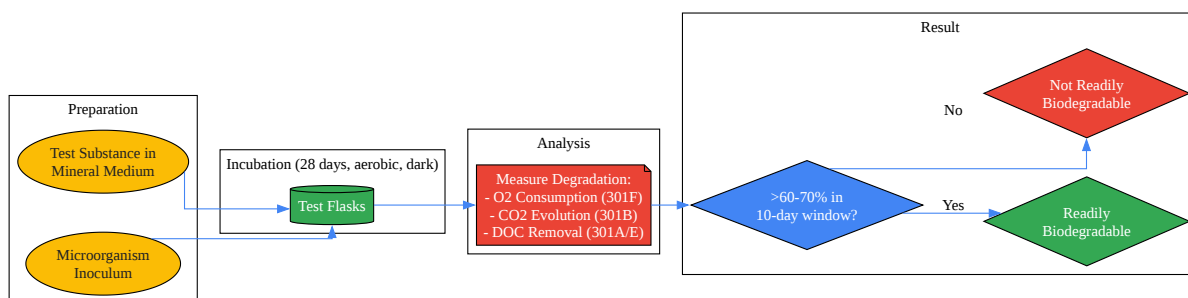 Preparation
Test Substance in
Mineral Medium
Microorganism
Inoculum
Incubation (28 days, aerobic, dark)
Test Flasks
Analysis
Measure Degradation:
- O2 Consumption (301F)
- CO2 Evolution (301B)
- DOC Removal (301A/E)
Result
>60-70% in
10-day window?
No
Not Readily
Biodegradable
Yes
Readily
Biodegradable